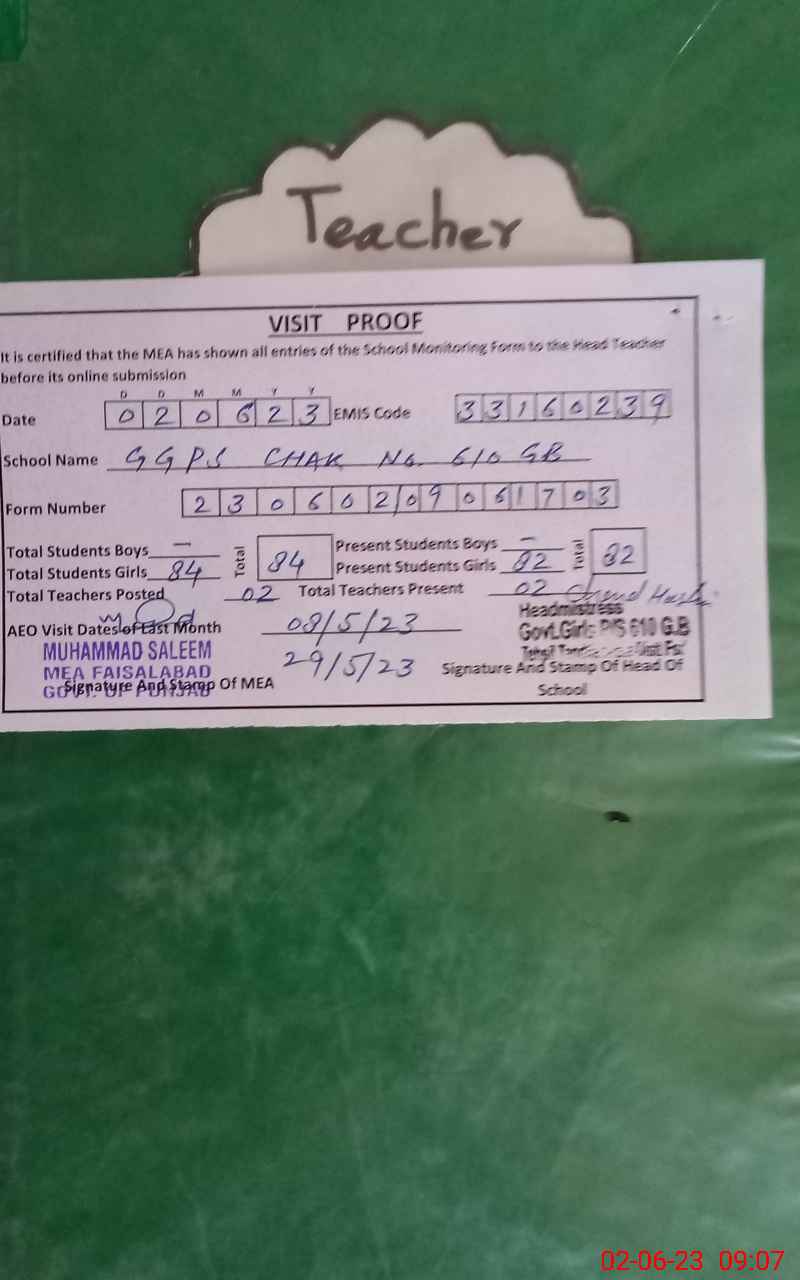 Teacher
VISIT PROOF
It is certified that the MEA has shown all entries of the School Monitoring Form to the Head Teacher
before its online submission
D D M M Y Y
Date 0 2 0 6 2 3 EMIS Code 3 3 1 6 0 2 3 9
School Name GGPS CHAK No. 610 GB
Form Number 2 3 0 6 0 2 0 9 0 6 1 7 0 3
Total Students Boys — Total 84 Present Students Boys — Total 82
Total Students Girls 84 Present Students Girls 82
Total Teachers Posted 02 Total Teachers Present 02
AEO Visit Dates of Last Month 08/5/23
29/5/23
Headmistress
Govt.Girls P/S 610 G.B
MUHAMMAD SALEEM
MEA FAISALABAD
GOVT. OF PUNJAB
Signature And Stamp Of MEA
Signature And Stamp Of Head Of
School
02-06-23 09:07